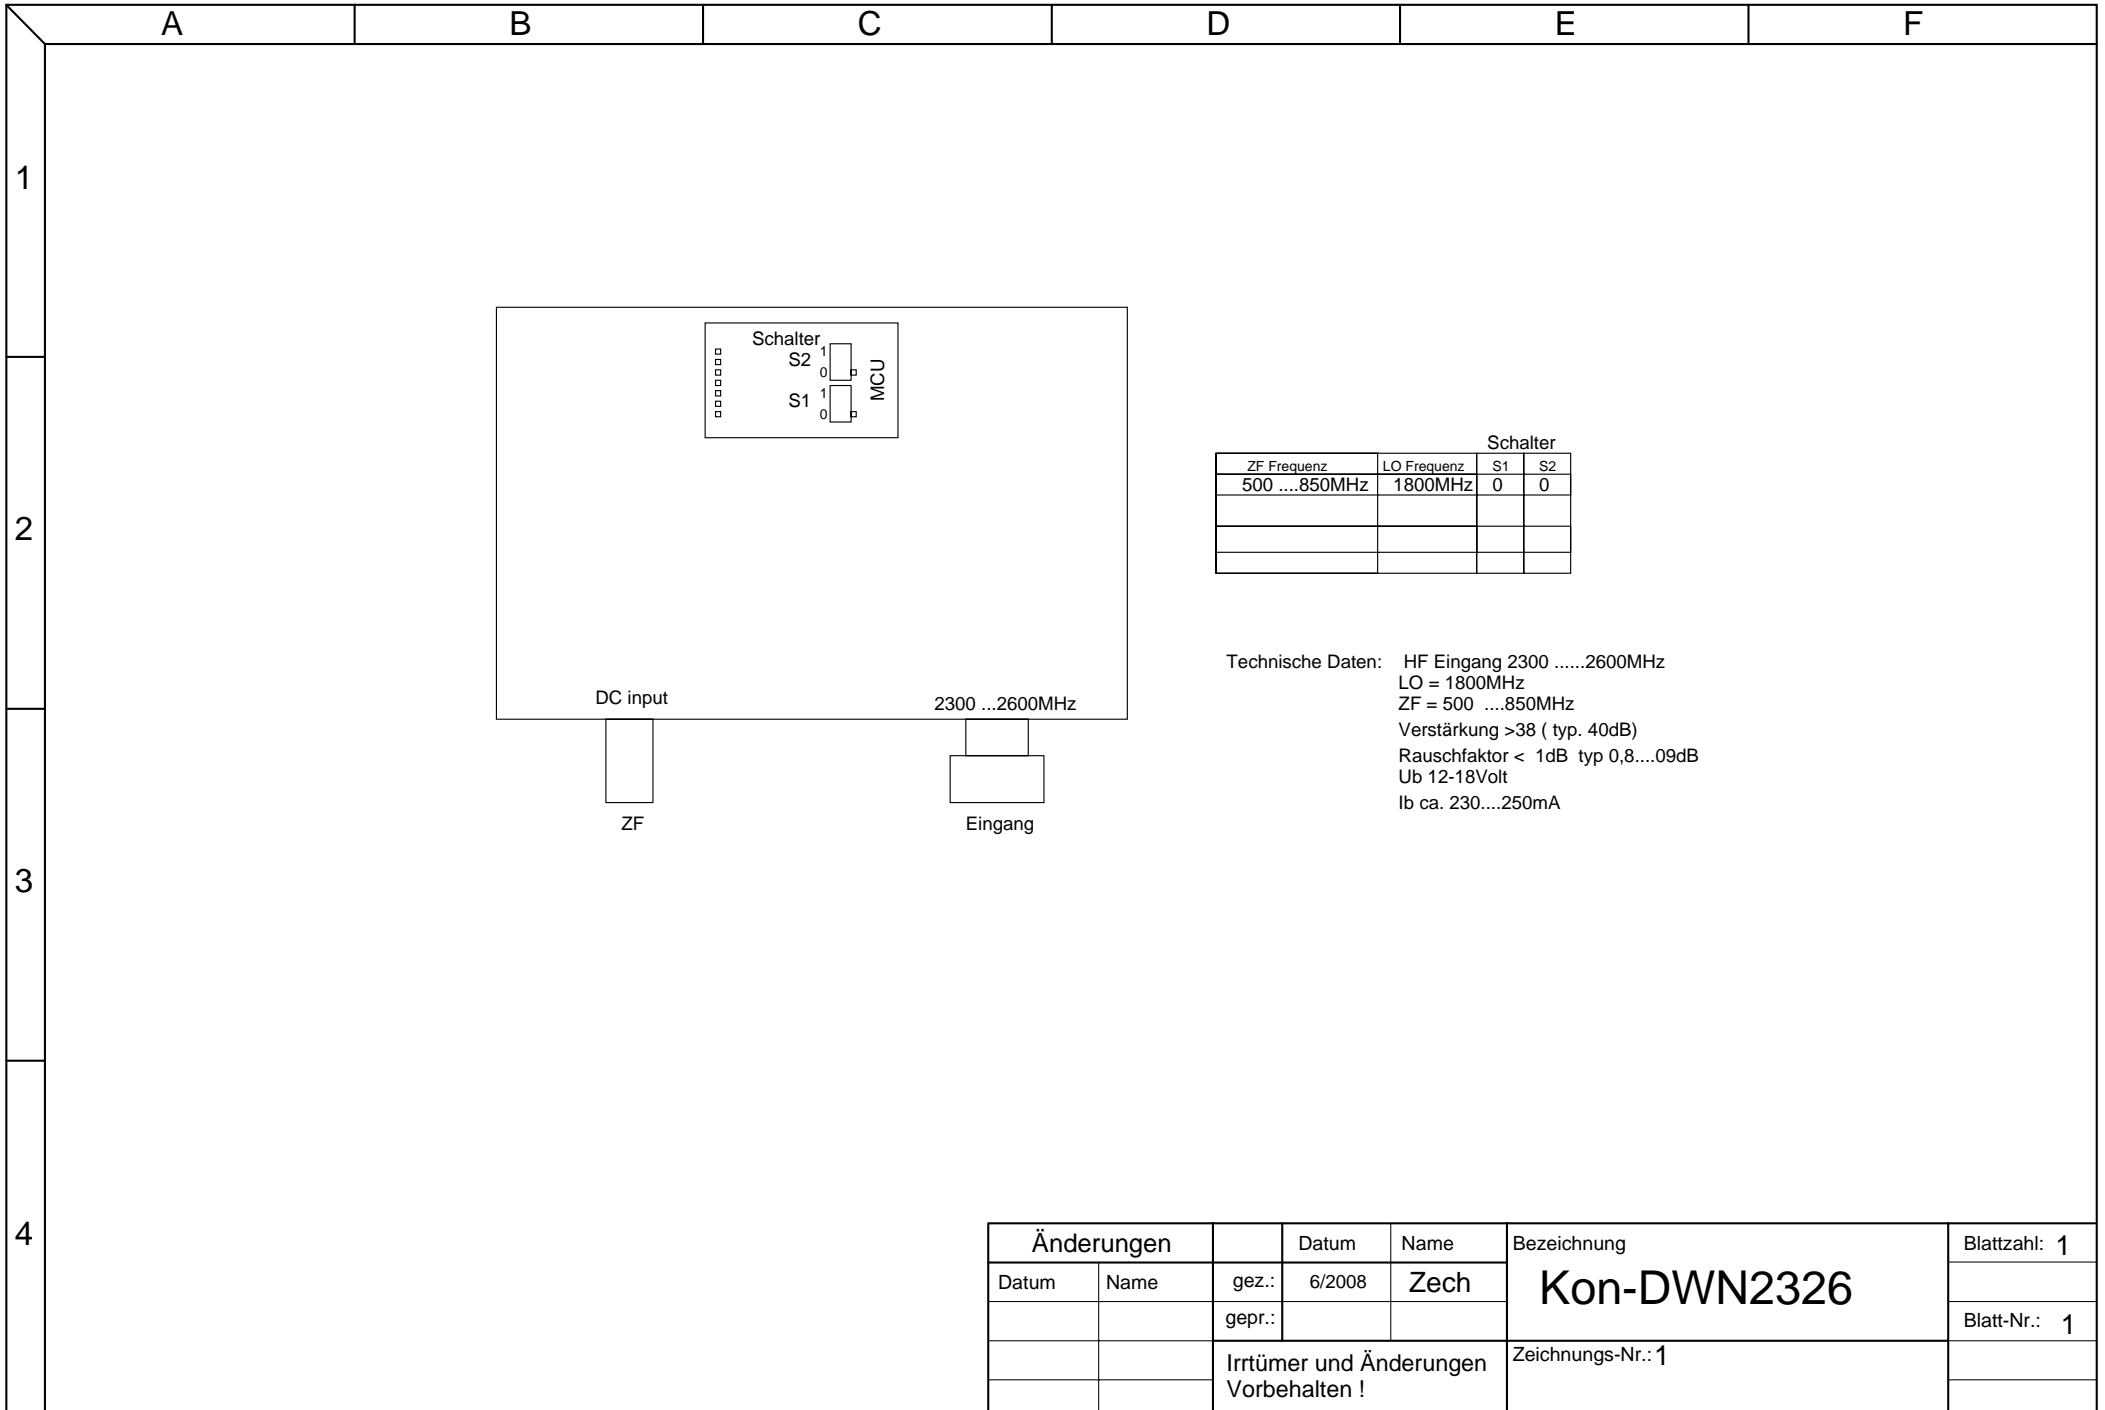 A B C D E F
1
2
3
4
Schalter
S2 1
0
S1 1
0
MCU
DC input
2300 ...2600MHz
ZF
Eingang
Schalter
ZF Frequenz LO Frequenz S1 S2
500 ....850MHz 1800MHz 0 0
Technische Daten: HF Eingang 2300 ......2600MHz
LO = 1800MHz
ZF = 500 ....850MHz
Verstärkung >38 ( typ. 40dB)
Rauschfaktor < 1dB typ 0,8....09dB
Ub 12-18Volt
Ib ca. 230....250mA
Änderungen Datum Name Bezeichnung Blattzahl: 1
Datum Name gez.: 6/2008 Zech Kon-DWN2326
gepr.: Blatt-Nr.: 1
Irrtümer und Änderungen Zeichnungs-Nr.: 1
Vorbehalten !